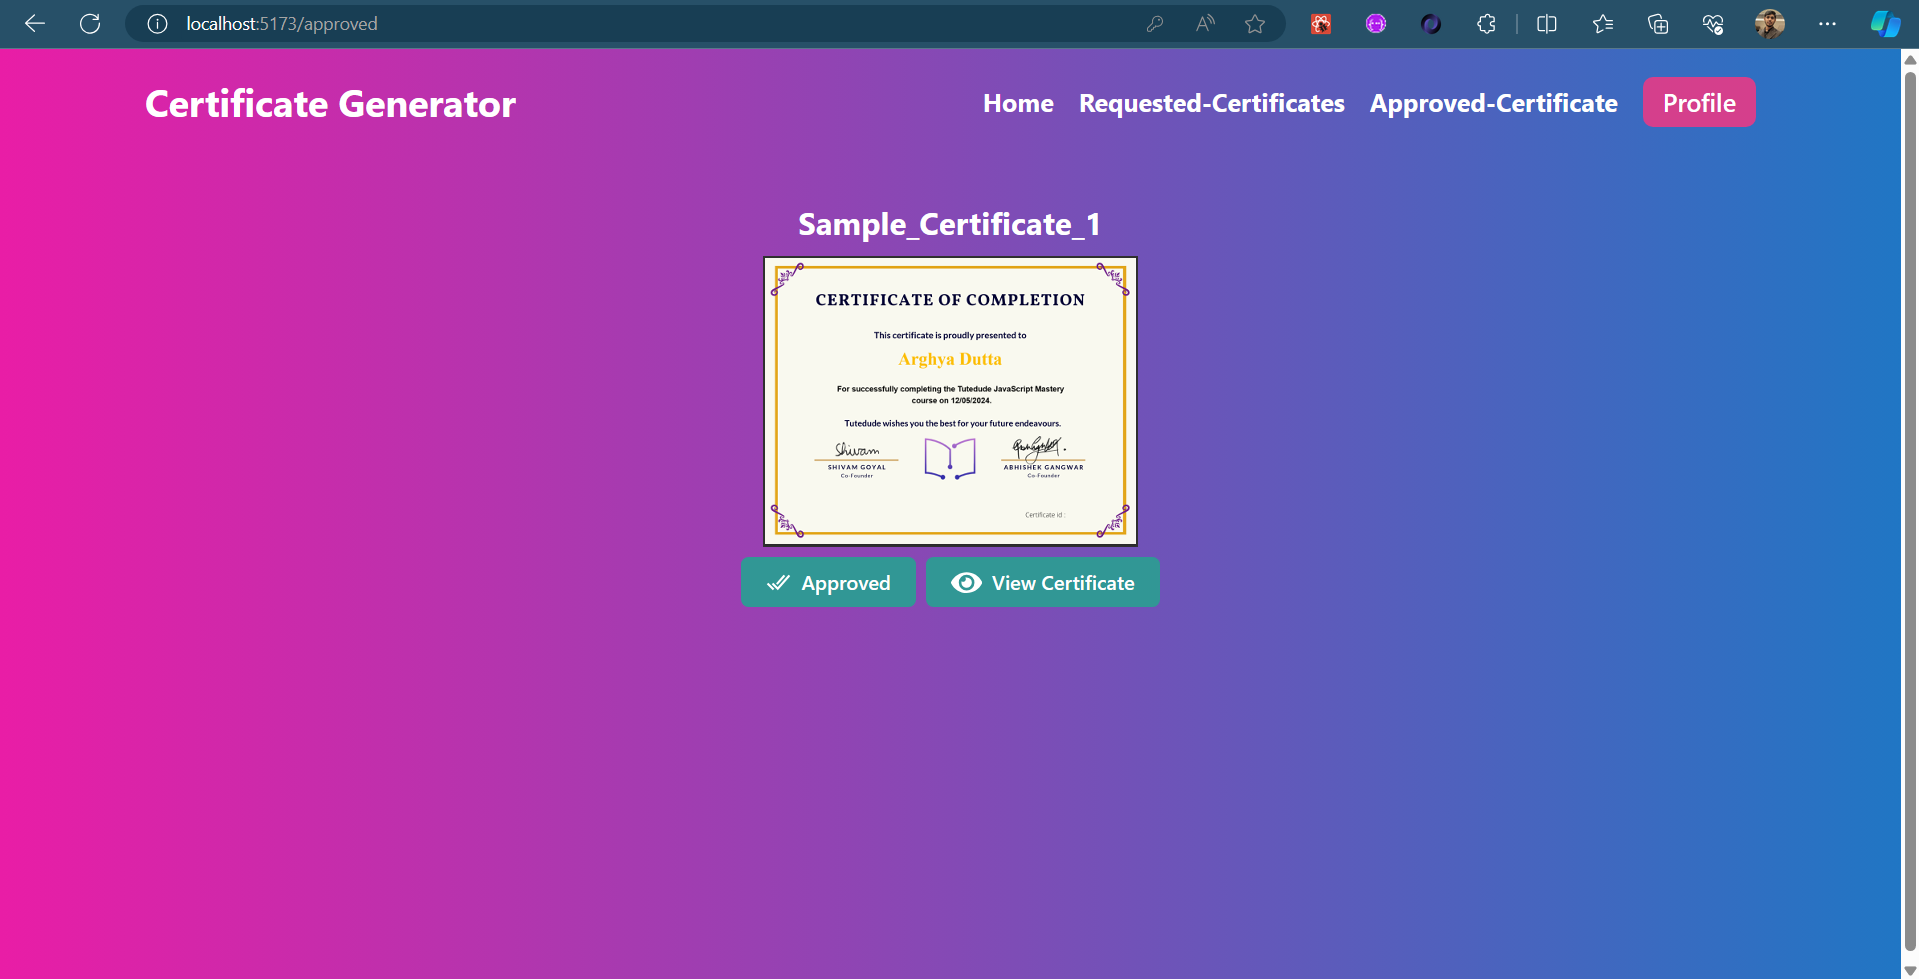 localhost:5173/approved
Certificate Generator
Home
Requested-Certificates
Approved-Certificate
Profile
Sample_Certificate_1
CERTIFICATE OF COMPLETION
This certificate is proudly presented to
Arghya Dutta
For successfully completing the Tutedude JavaScript Mastery
course on 12/05/2024.
Tutedude wishes you the best for your future endeavours.
Shivam
SHIVAM GOYAL
Co-Founder
ABHISHEK GANGWAR
Co-Founder
Certificate id :
Approved
View Certificate